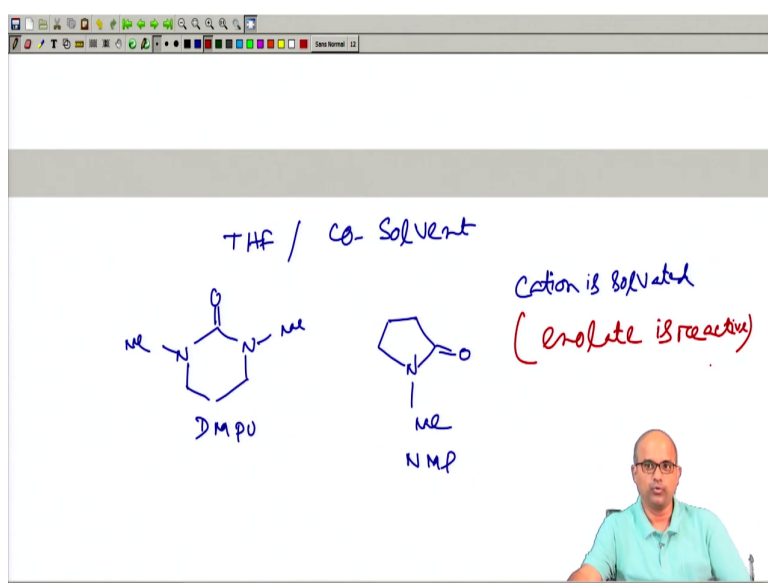 T
Sans Normal 12
THF / Co-Solvent
Cation is Solvated
(enolate is reactive)
O
Me N N Me
DMPU
N O
Me
NMP